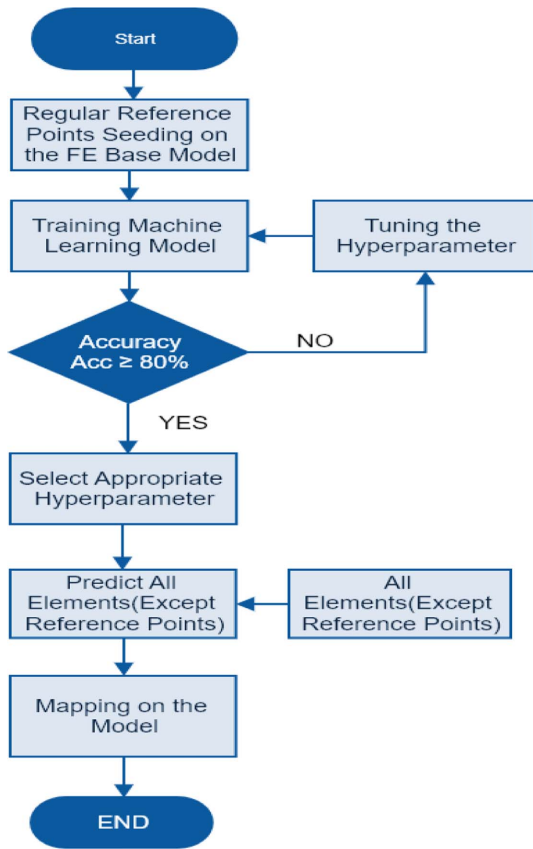 Start
Regular Reference
Points Seeding on
the FE Base Model
Training Machine
Learning Model
Tuning the
Hyperparameter
Accuracy
Acc ≥ 80%
NO
YES
Select Appropriate
Hyperparameter
Predict All
Elements(Except
Reference Points)
All
Elements(Except
Reference Points)
Mapping on the
Model
END